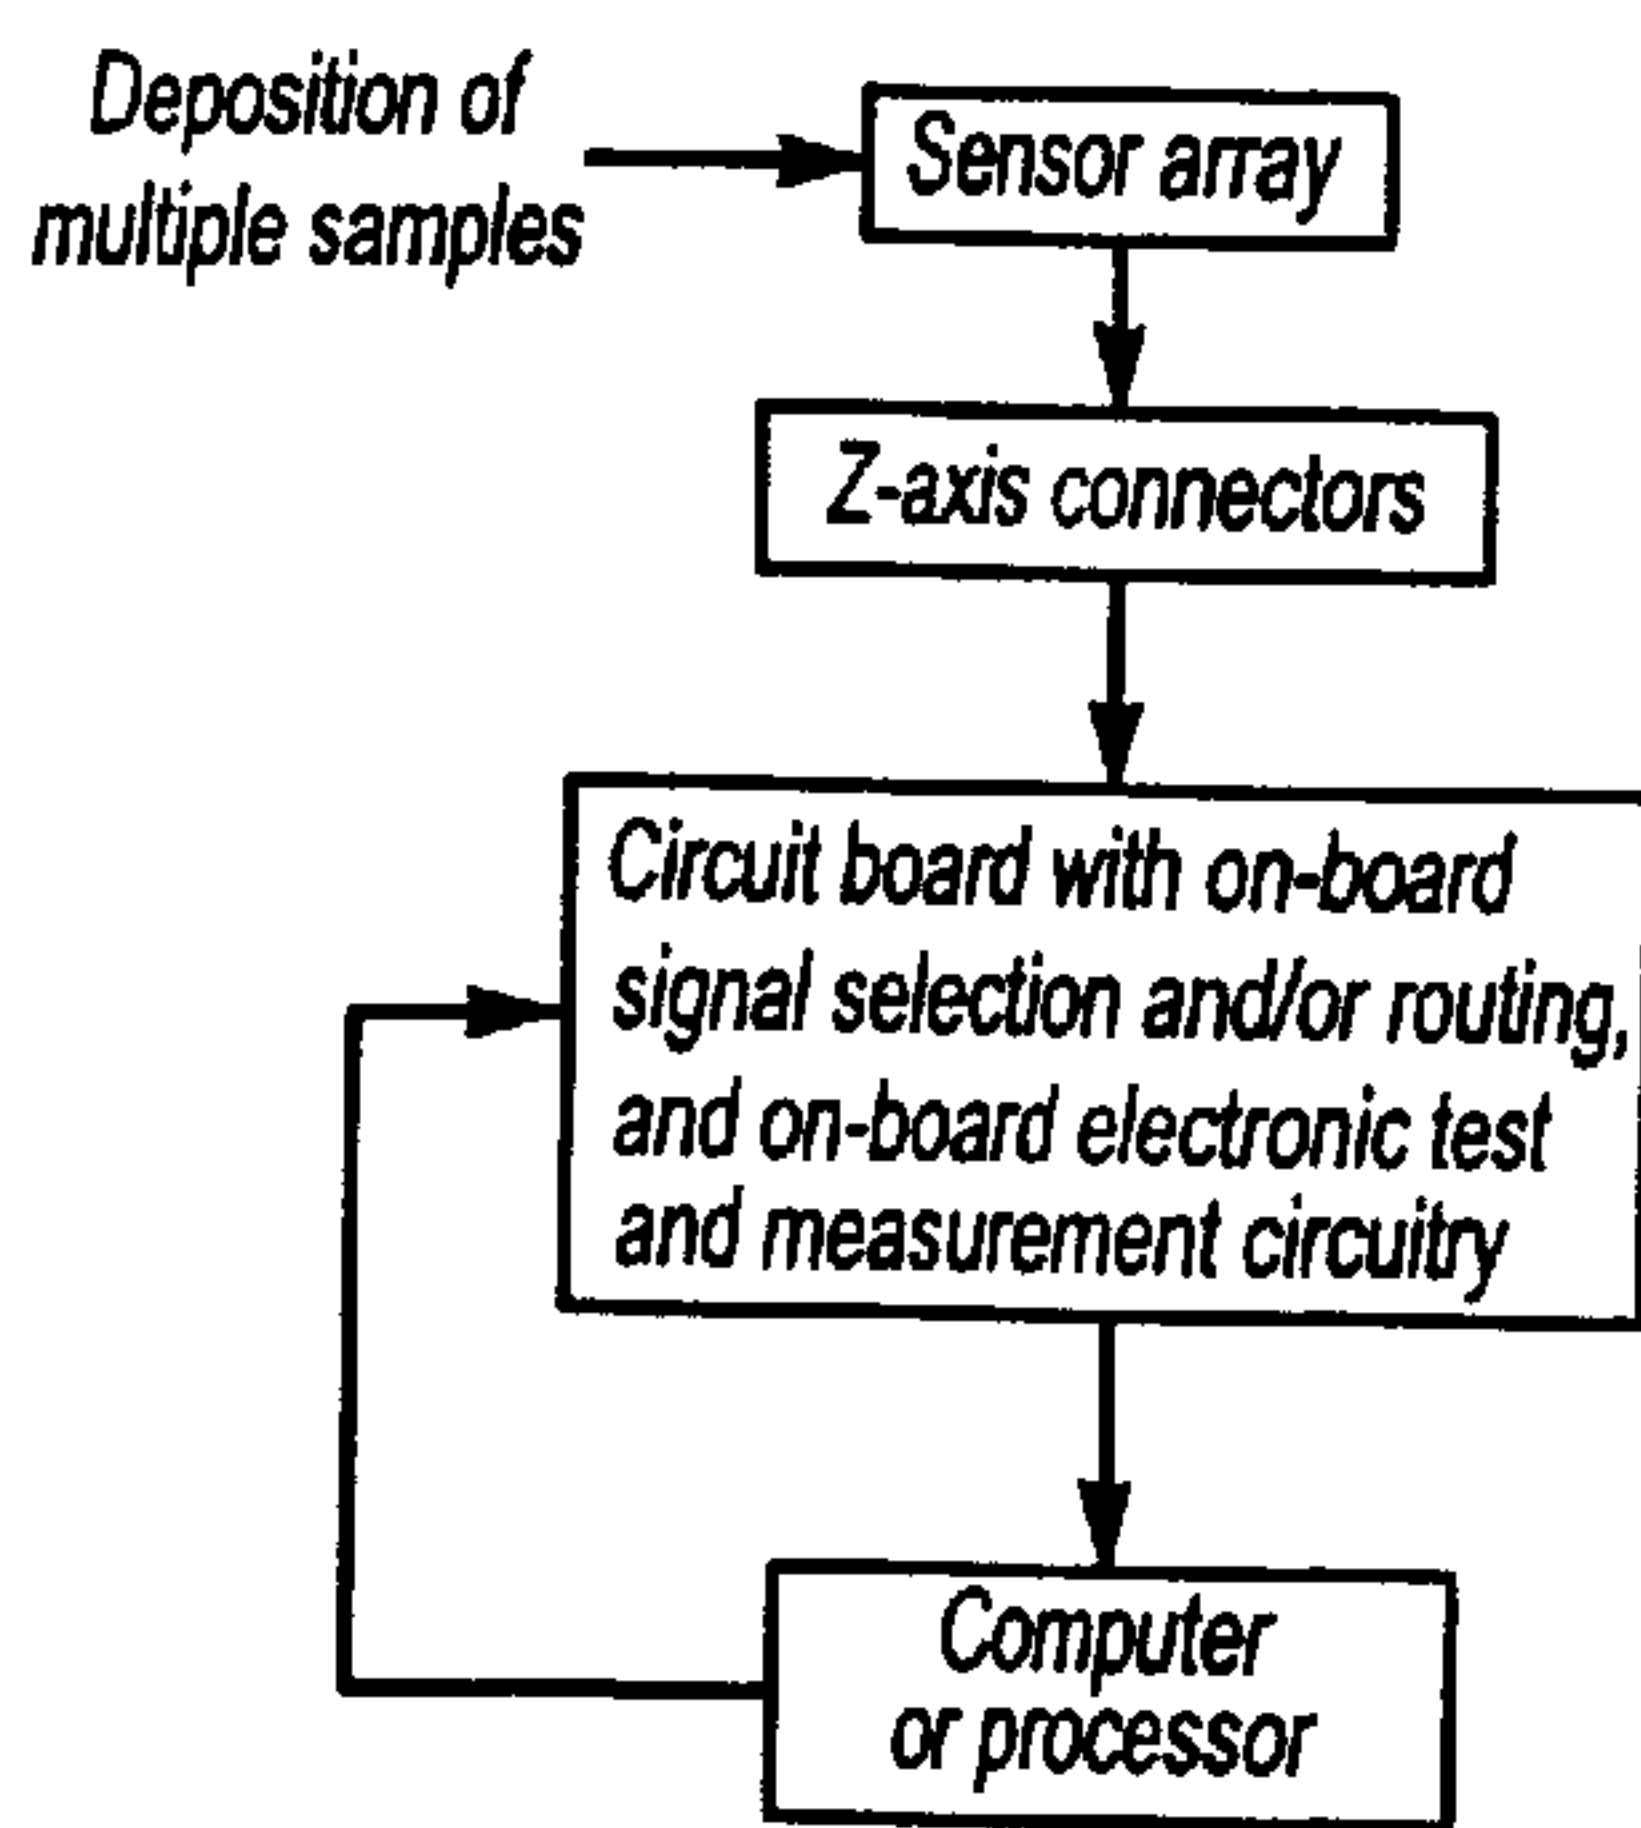 Deposition of
multiple samples
Sensor array
Z-axis connectors
Circuit board with on-board
signal selection and/or routing,
and on-board electronic test
and measurement circuitry
Computer
or processor